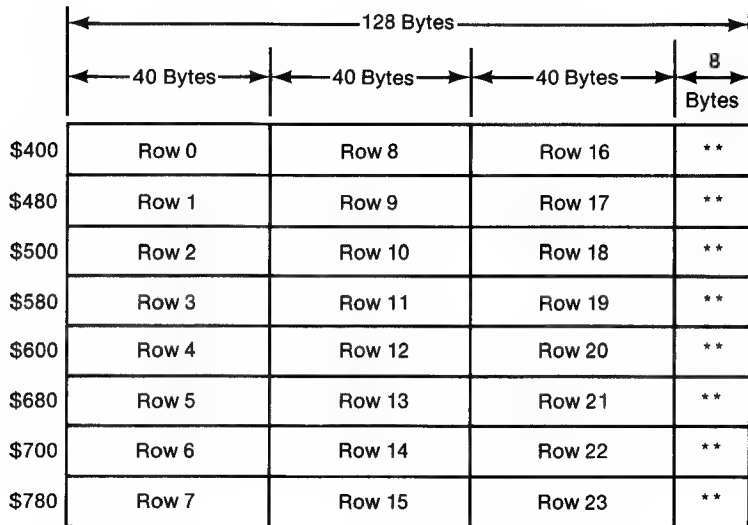 128 Bytes
40 Bytes 40 Bytes 40 Bytes 8 Bytes
$400 Row 0 Row 8 Row 16 **
$480 Row 1 Row 9 Row 17 **
$500 Row 2 Row 10 Row 18 **
$580 Row 3 Row 11 Row 19 **
$600 Row 4 Row 12 Row 20 **
$680 Row 5 Row 13 Row 21 **
$700 Row 6 Row 14 Row 22 **
$780 Row 7 Row 15 Row 23 **